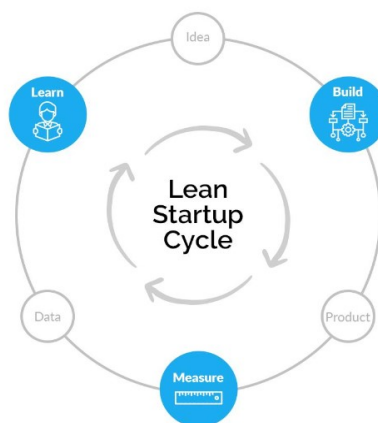 Idea
Learn
Build
Lean
Startup
Cycle
Data
Product
Measure